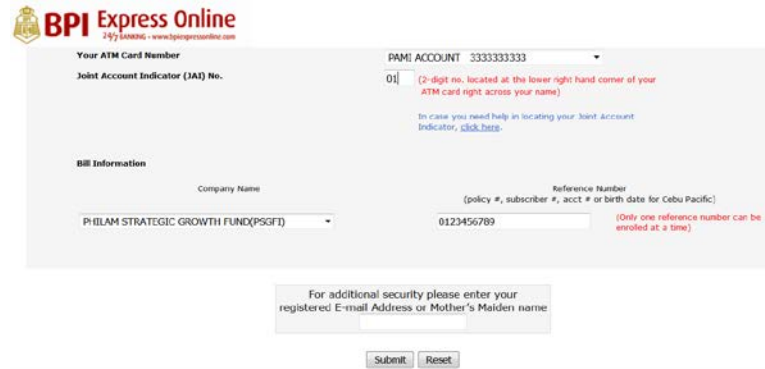 BPI Express Online
24/7 BANKING - www.bpiexpressonline.com
Your ATM Card Number
PAMI ACCOUNT 3333333333
Joint Account Indicator (JAI) No.
01 (2-digit no. located at the lower right hand corner of your
ATM card right across your name)
In case you need help in locating your Joint Account
Indicator, click here.
Bill Information
Company Name
Reference Number
(policy #, subscriber #, acct # or birth date for Cebu Pacific)
PHILAM STRATEGIC GROWTH FUND(PSGFI)
0123456789
(Only one reference number can be
enrolled at a time)
For additional security please enter your
registered E-mail Address or Mother's Maiden name
Submit Reset